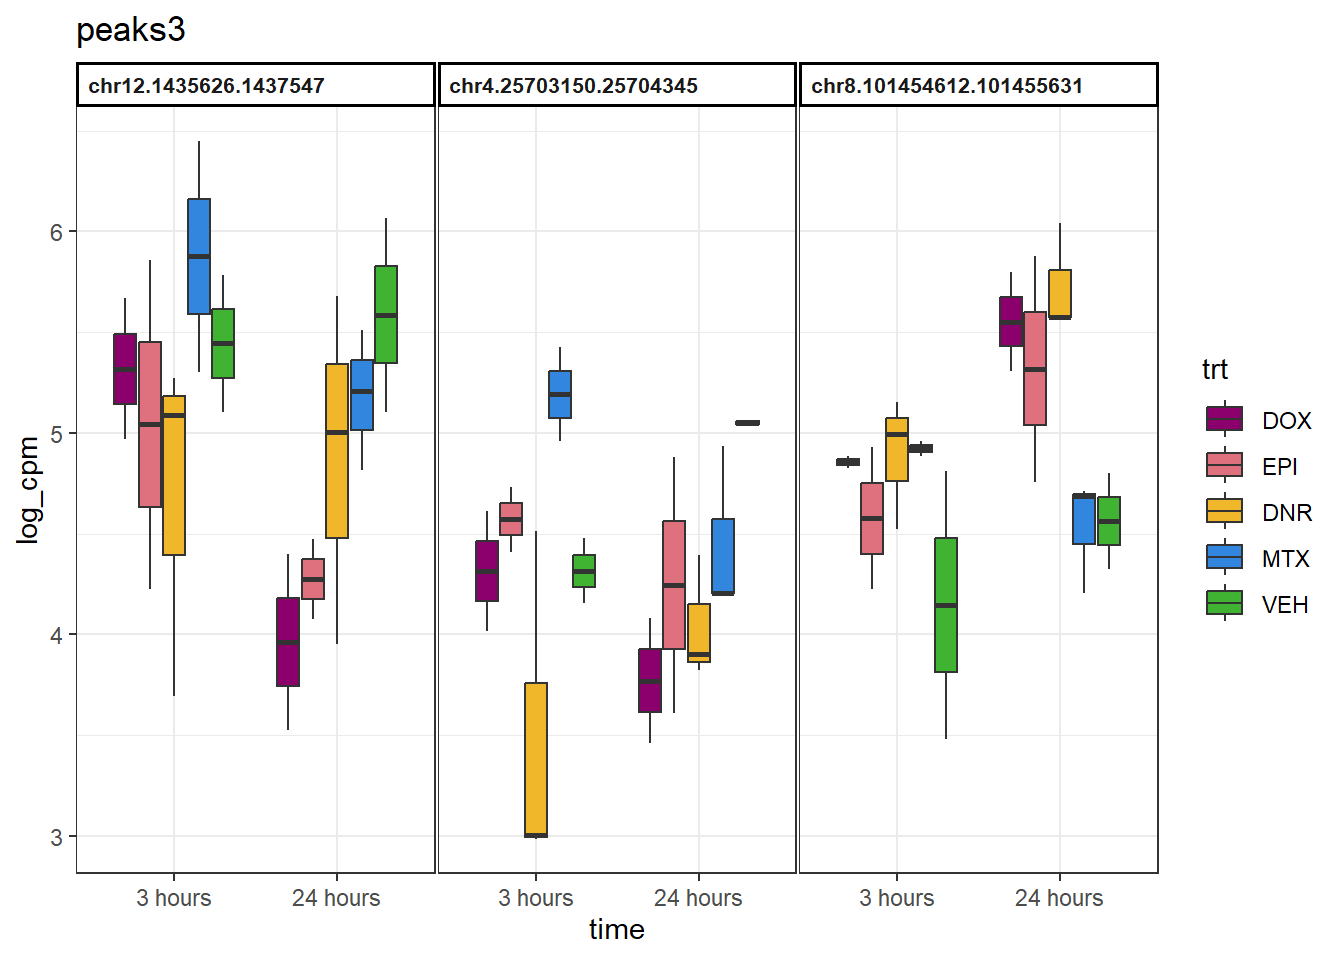 peaks3
chr12.1435626.1437547
chr4.25703150.25704345
chr8.101454612.101455631
6
5
4
3
log_cpm
3 hours
24 hours
3 hours
24 hours
3 hours
24 hours
time
trt
DOX
EPI
DNR
MTX
VEH